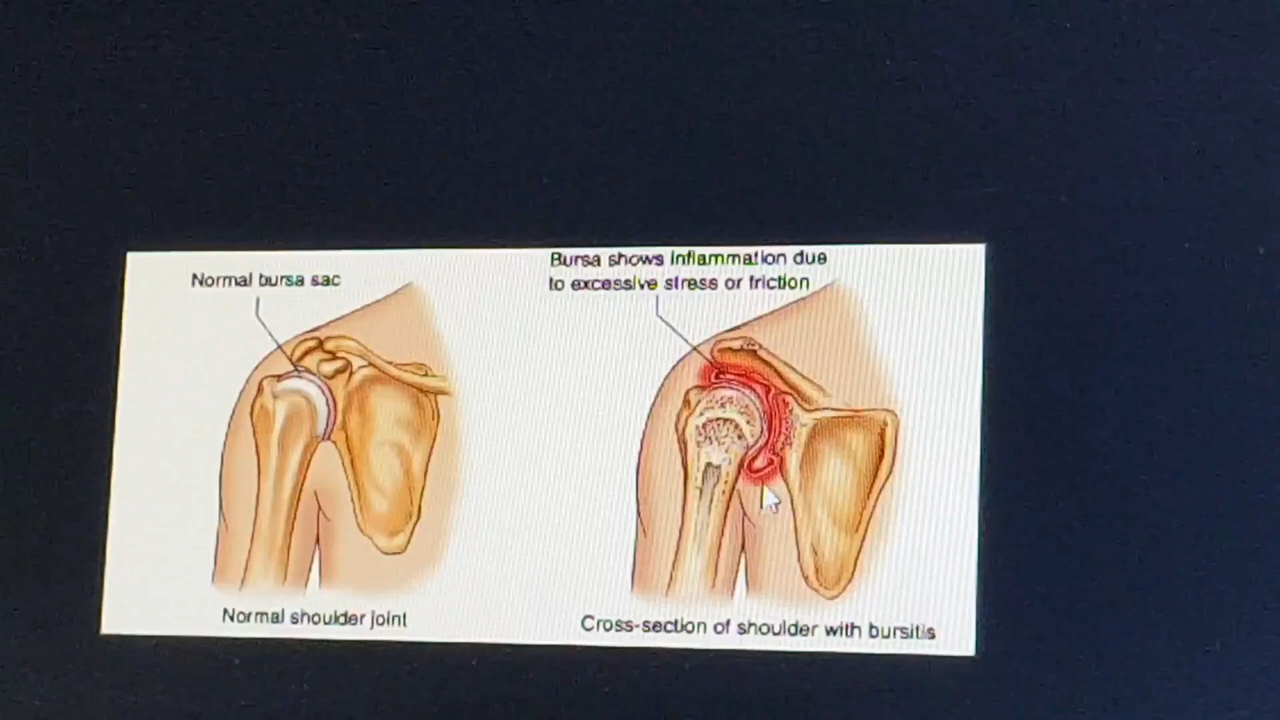 Normal bursa sac
Bursa shows inflammation due
to excessive stress or friction
Normal shoulder joint
Cross-section of shoulder with bursitis